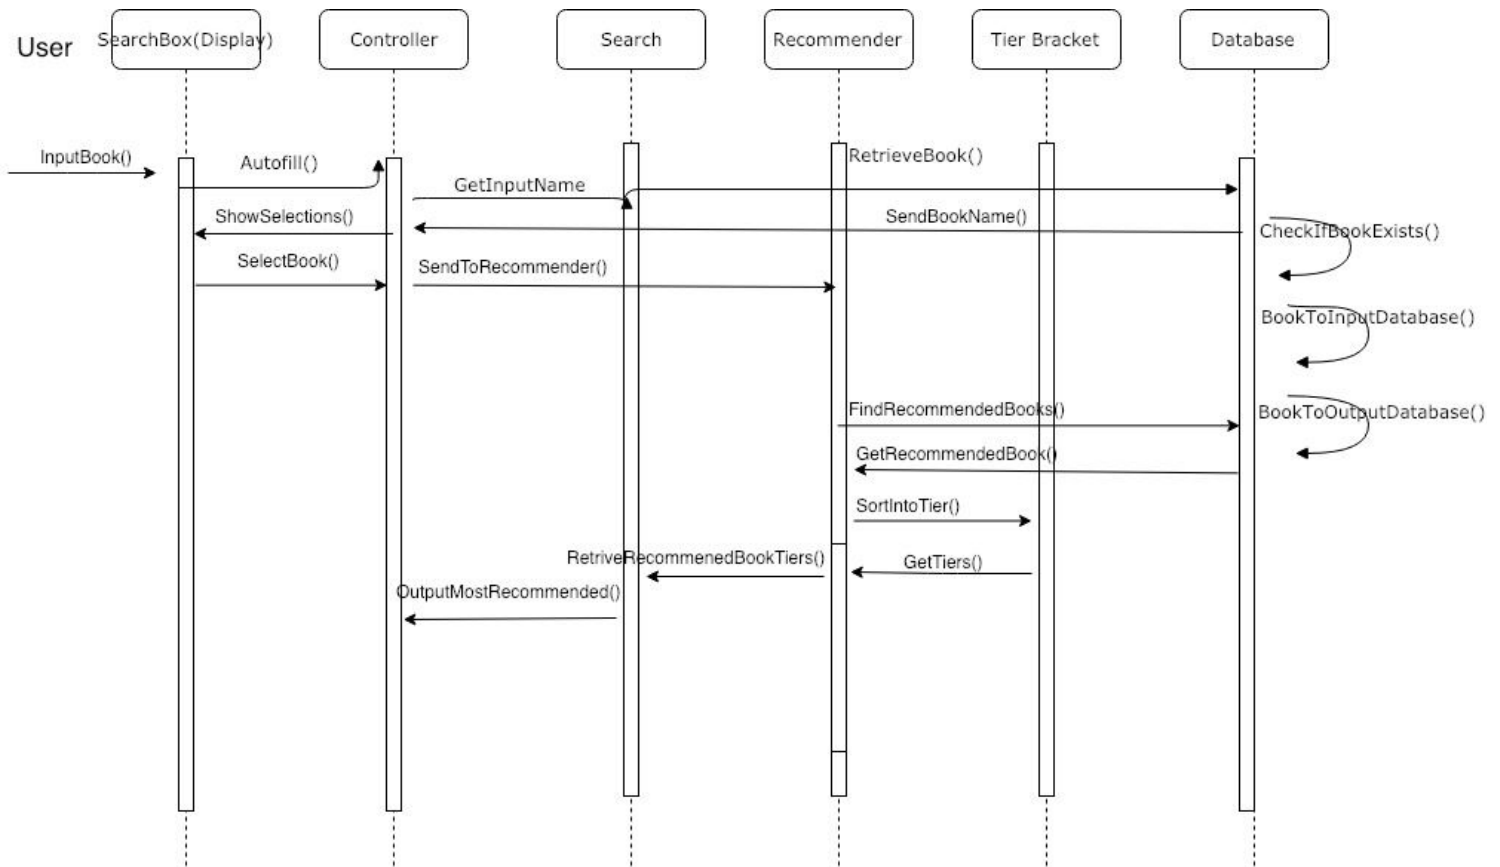 User
SearchBox(Display)
Controller
Search
Recommender
Tier Bracket
Database
InputBook()
Autofill()
GetInputName
RetrieveBook()
ShowSelections()
SendBookName()
CheckIfBookExists()
SelectBook()
SendToRecommender()
BookToInputDatabase()
FindRecommendedBooks()
BookToOutputDatabase()
GetRecommendedBook()
SortIntoTier()
RetriveRecommenedBookTiers()
GetTiers()
OutputMostRecommended()